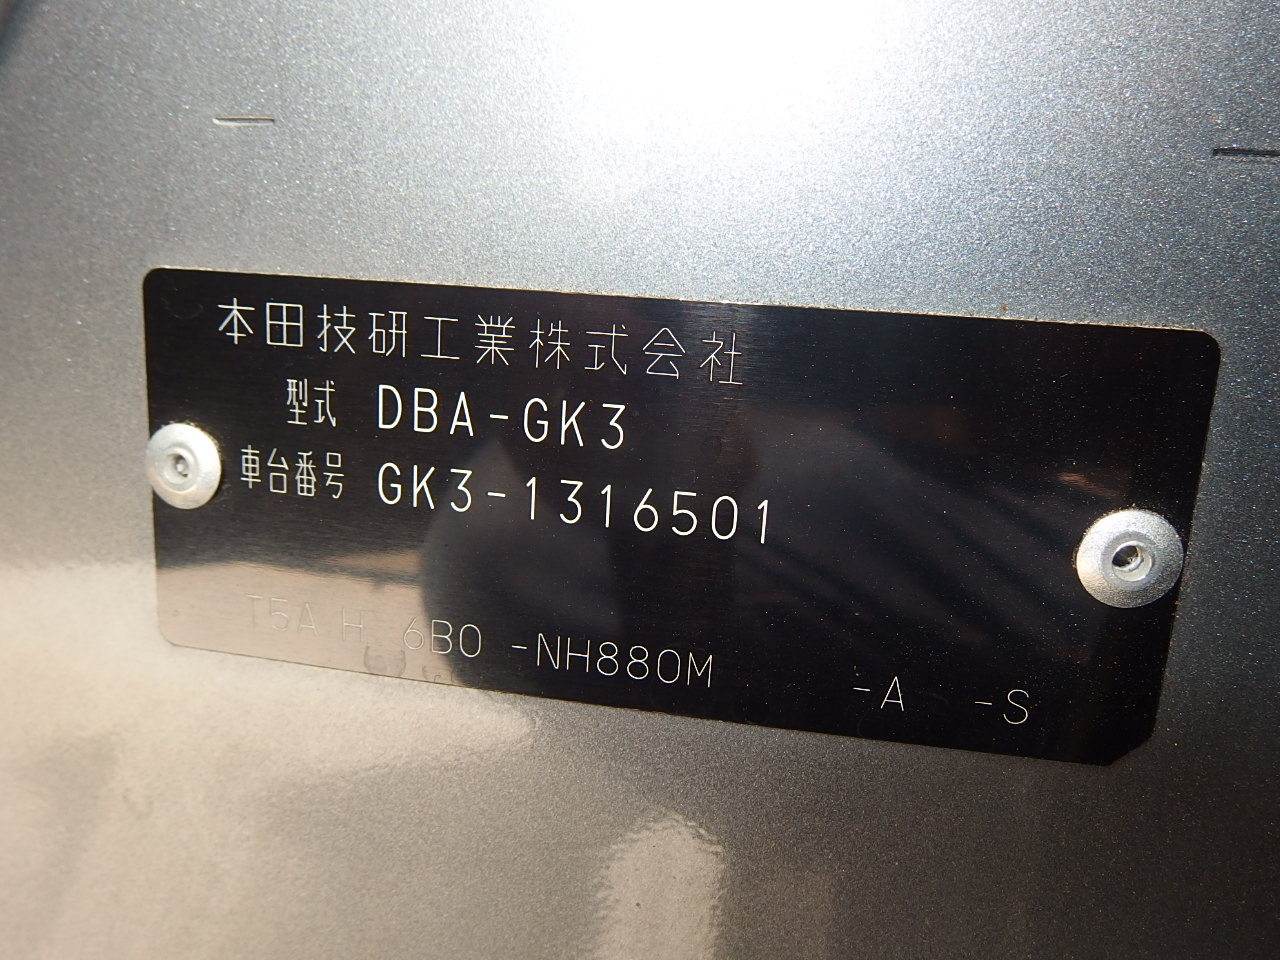 本田技研工業株式会社
型式 DBA-GK3
車台番号 GK3-1316501
T5A H 6B0 -NH880M -A -S